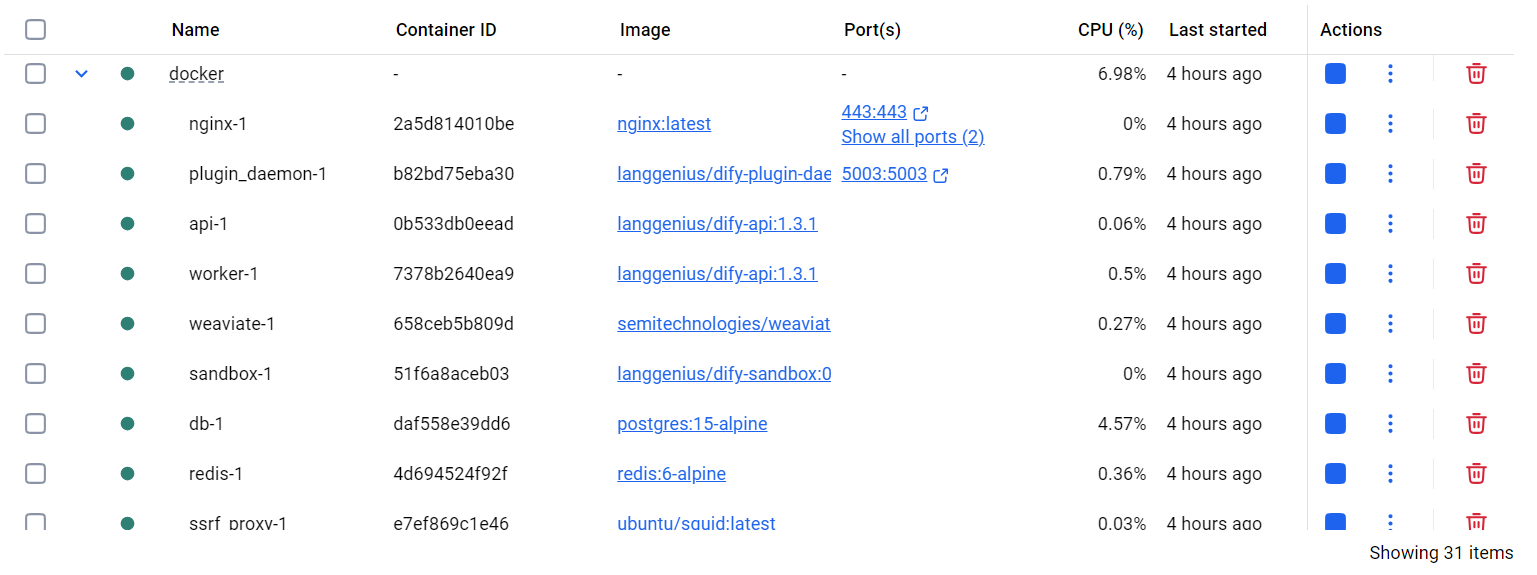 Name Container ID Image Port(s) CPU (%) Last started Actions
docker - - - 6.98% 4 hours ago
nginx-1 2a5d814010be nginx:latest 443:443 0% 4 hours ago
Show all ports (2)
plugin_daemon-1 b82bd75eba30 langgenius/dify-plugin-dae 5003:5003 0.79% 4 hours ago
api-1 0b533db0eead langgenius/dify-api:1.3.1 0.06% 4 hours ago
worker-1 7378b2640ea9 langgenius/dify-api:1.3.1 0.5% 4 hours ago
weaviate-1 658ceb5b809d semitechnologies/weaviat 0.27% 4 hours ago
sandbox-1 51f6a8aceb03 langgenius/dify-sandbox:0 0% 4 hours ago
db-1 daf558e39dd6 postgres:15-alpine 4.57% 4 hours ago
redis-1 4d694524f92f redis:6-alpine 0.36% 4 hours ago
ssrf_proxy-1 e7ef869c1e46 ubuntu/squid:latest 0.03% 4 hours ago
Showing 31 items